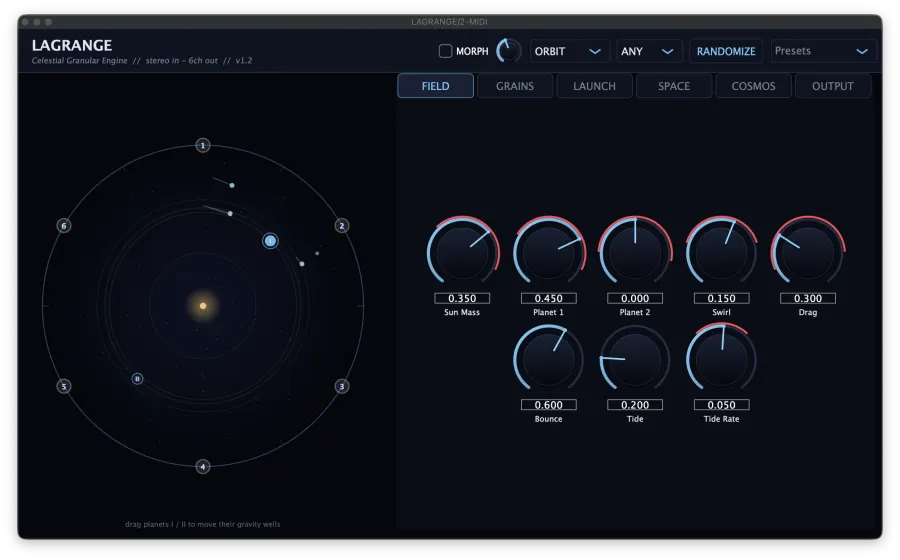 LAGRANGE/2-MIDI
LAGRANGE
Celestial Granular Engine // stereo in – 6ch out // v1.2
MORPH
ORBIT
ANY
RANDOMIZE
Presets
FIELD
GRAINS
LAUNCH
SPACE
COSMOS
OUTPUT
1
6
2
I
II
5
3
4
drag planets I / II to move their gravity wells
0.350
0.450
0.000
0.150
0.300
Sun Mass
Planet 1
Planet 2
Swirl
Drag
0.600
0.200
0.050
Bounce
Tide
Tide Rate